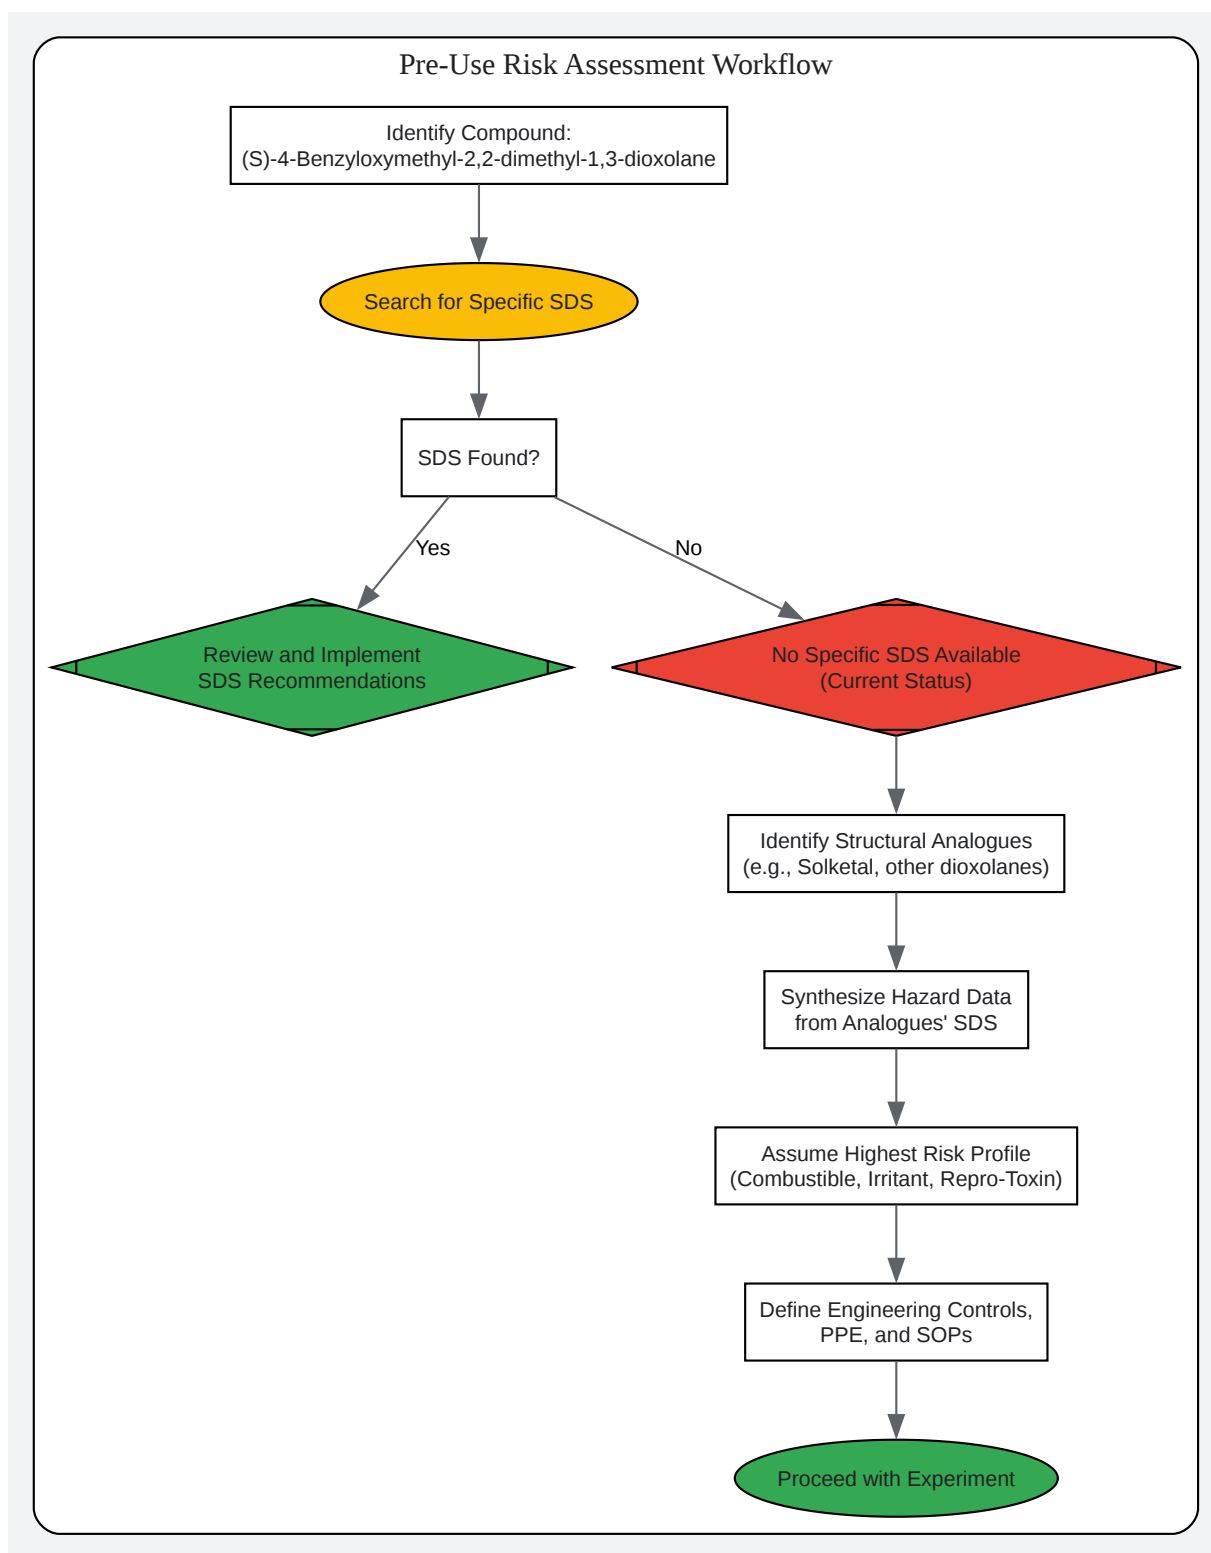 Pre-Use Risk Assessment Workflow
Identify Compound:
(S)-4-Benzyloxymethyl-2,2-dimethyl-1,3-dioxolane
Search for Specific SDS
SDS Found?
Yes
No
Review and Implement
SDS Recommendations
No Specific SDS Available
(Current Status)
Identify Structural Analogues
(e.g., Solketal, other dioxolanes)
Synthesize Hazard Data
from Analogues' SDS
Assume Highest Risk Profile
(Combustible, Irritant, Repro-Toxin)
Define Engineering Controls,
PPE, and SOPs
Proceed with Experiment